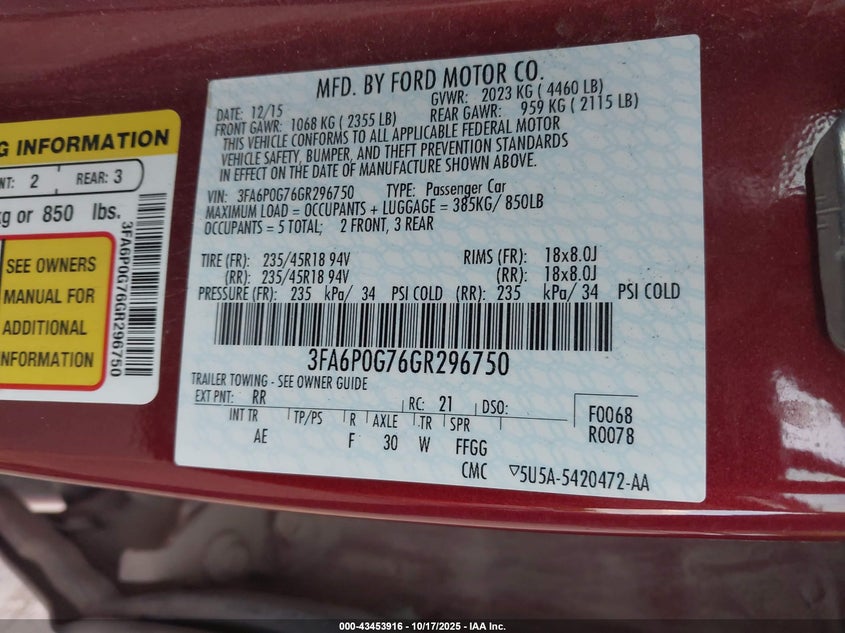 G INFORMATION
NT: 2 REAR: 3
kg or 850 lbs.
SEE OWNERS
MANUAL FOR
ADDITIONAL
INFORMATION
3FA6P0G76GR296750
MFD. BY FORD MOTOR CO.
DATE: 12/15 GVWR: 2023 KG ( 4460 LB)
FRONT GAWR: 1068 KG ( 2355 LB) REAR GAWR: 959 KG ( 2115 LB)
THIS VEHICLE CONFORMS TO ALL APPLICABLE FEDERAL MOTOR
VEHICLE SAFETY, BUMPER, AND THEFT PREVENTION STANDARDS
IN EFFECT ON THE DATE OF MANUFACTURE SHOWN ABOVE.
VIN: 3FA6P0G76GR296750 TYPE: Passenger Car
MAXIMUM LOAD = OCCUPANTS + LUGGAGE = 385KG/ 850LB
OCCUPANTS = 5 TOTAL; 2 FRONT, 3 REAR
TIRE (FR): 235/45R18 94V RIMS (FR): 18x8.0J
(RR): 235/45R18 94V (RR): 18x8.0J
PRESSURE (FR): 235 kPa/ 34 PSI COLD (RR): 235 kPa/ 34 PSI COLD
3FA6P0G76GR296750
TRAILER TOWING - SEE OWNER GUIDE
EXT PNT: RR RC: 21 DSO: F0068
INT TR TP/PS R AXLE TR SPR R0078
AE F 30 W FFGG
CMC ▽5U5A-5420472-AA
000-43453916 - 10/17/2025 - IAA Inc.